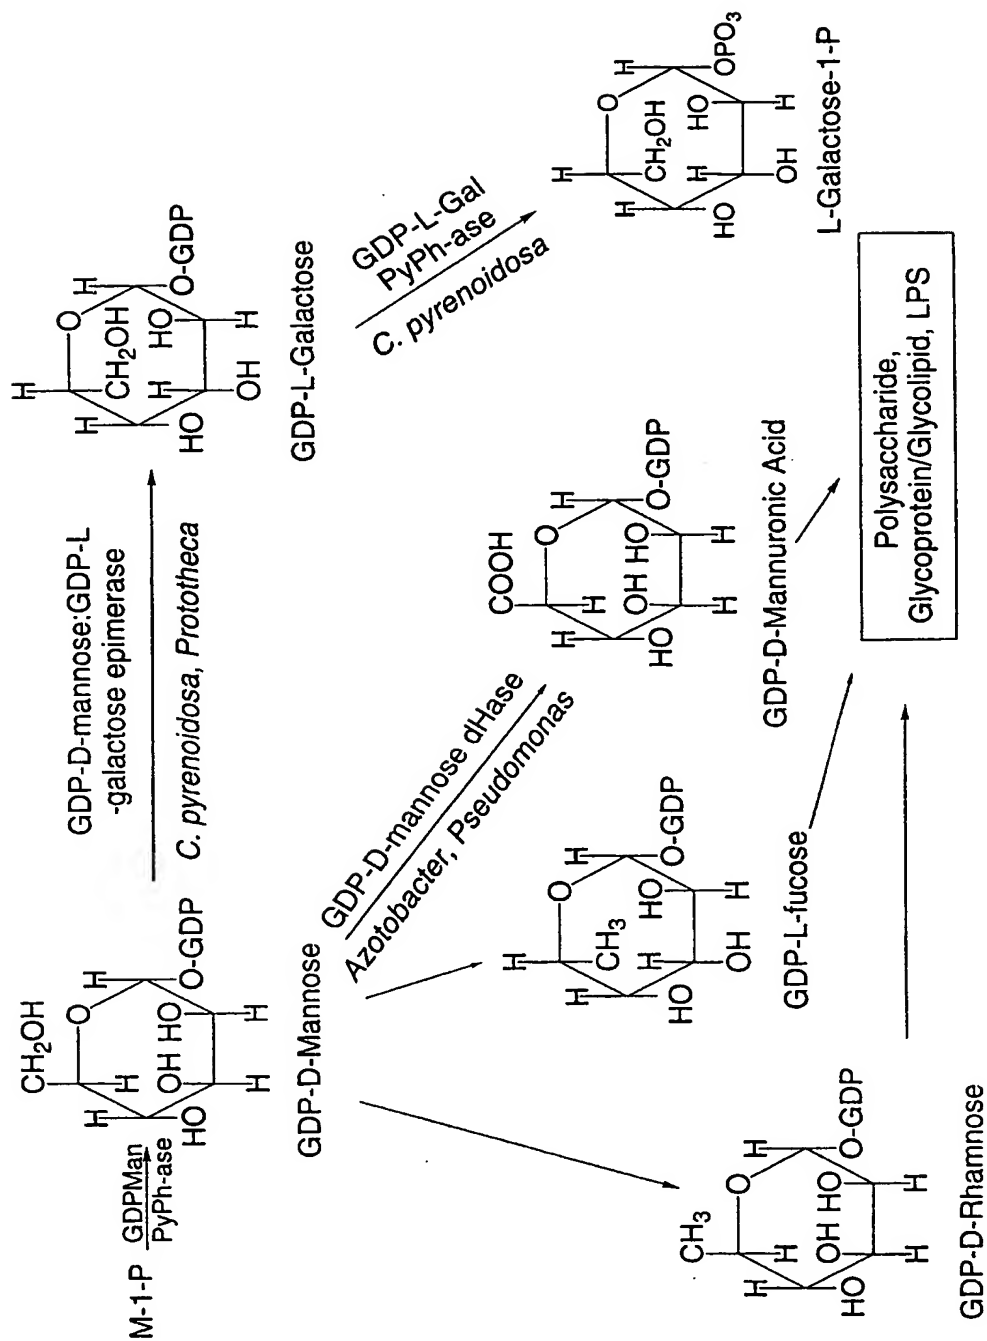 M-1-P
GDPMan
PyPh-ase
CH2OH
H
O
H
H
OH HO
O-GDP
HO
H
H
GDP-D-Mannose
GDP-D-mannose:GDP-L
-galactose epimerase
C. pyrenoidosa, Prototheca
H
O
H
H
CH2OH
H
HO
O-GDP
HO
OH
H
GDP-L-Galactose
GDP-L-Gal
PyPh-ase
C. pyrenoidosa
H
O
H
H
CH2OH
H
HO
OPO3
HO
OH
H
L-Galactose-1-P
GDP-D-mannose dHase
Azotobacter, Pseudomonas
COOH
O
H
H
H
OH HO
O-GDP
HO
H
H
GDP-D-Mannuronic Acid
H
O
H
H
CH3
H
HO
O-GDP
HO
OH
H
GDP-L-fucose
CH3
O
H
H
H
OH HO
O-GDP
HO
H
H
GDP-D-Rhamnose
Polysaccharide,
Glycoprotein/Glycolipid, LPS